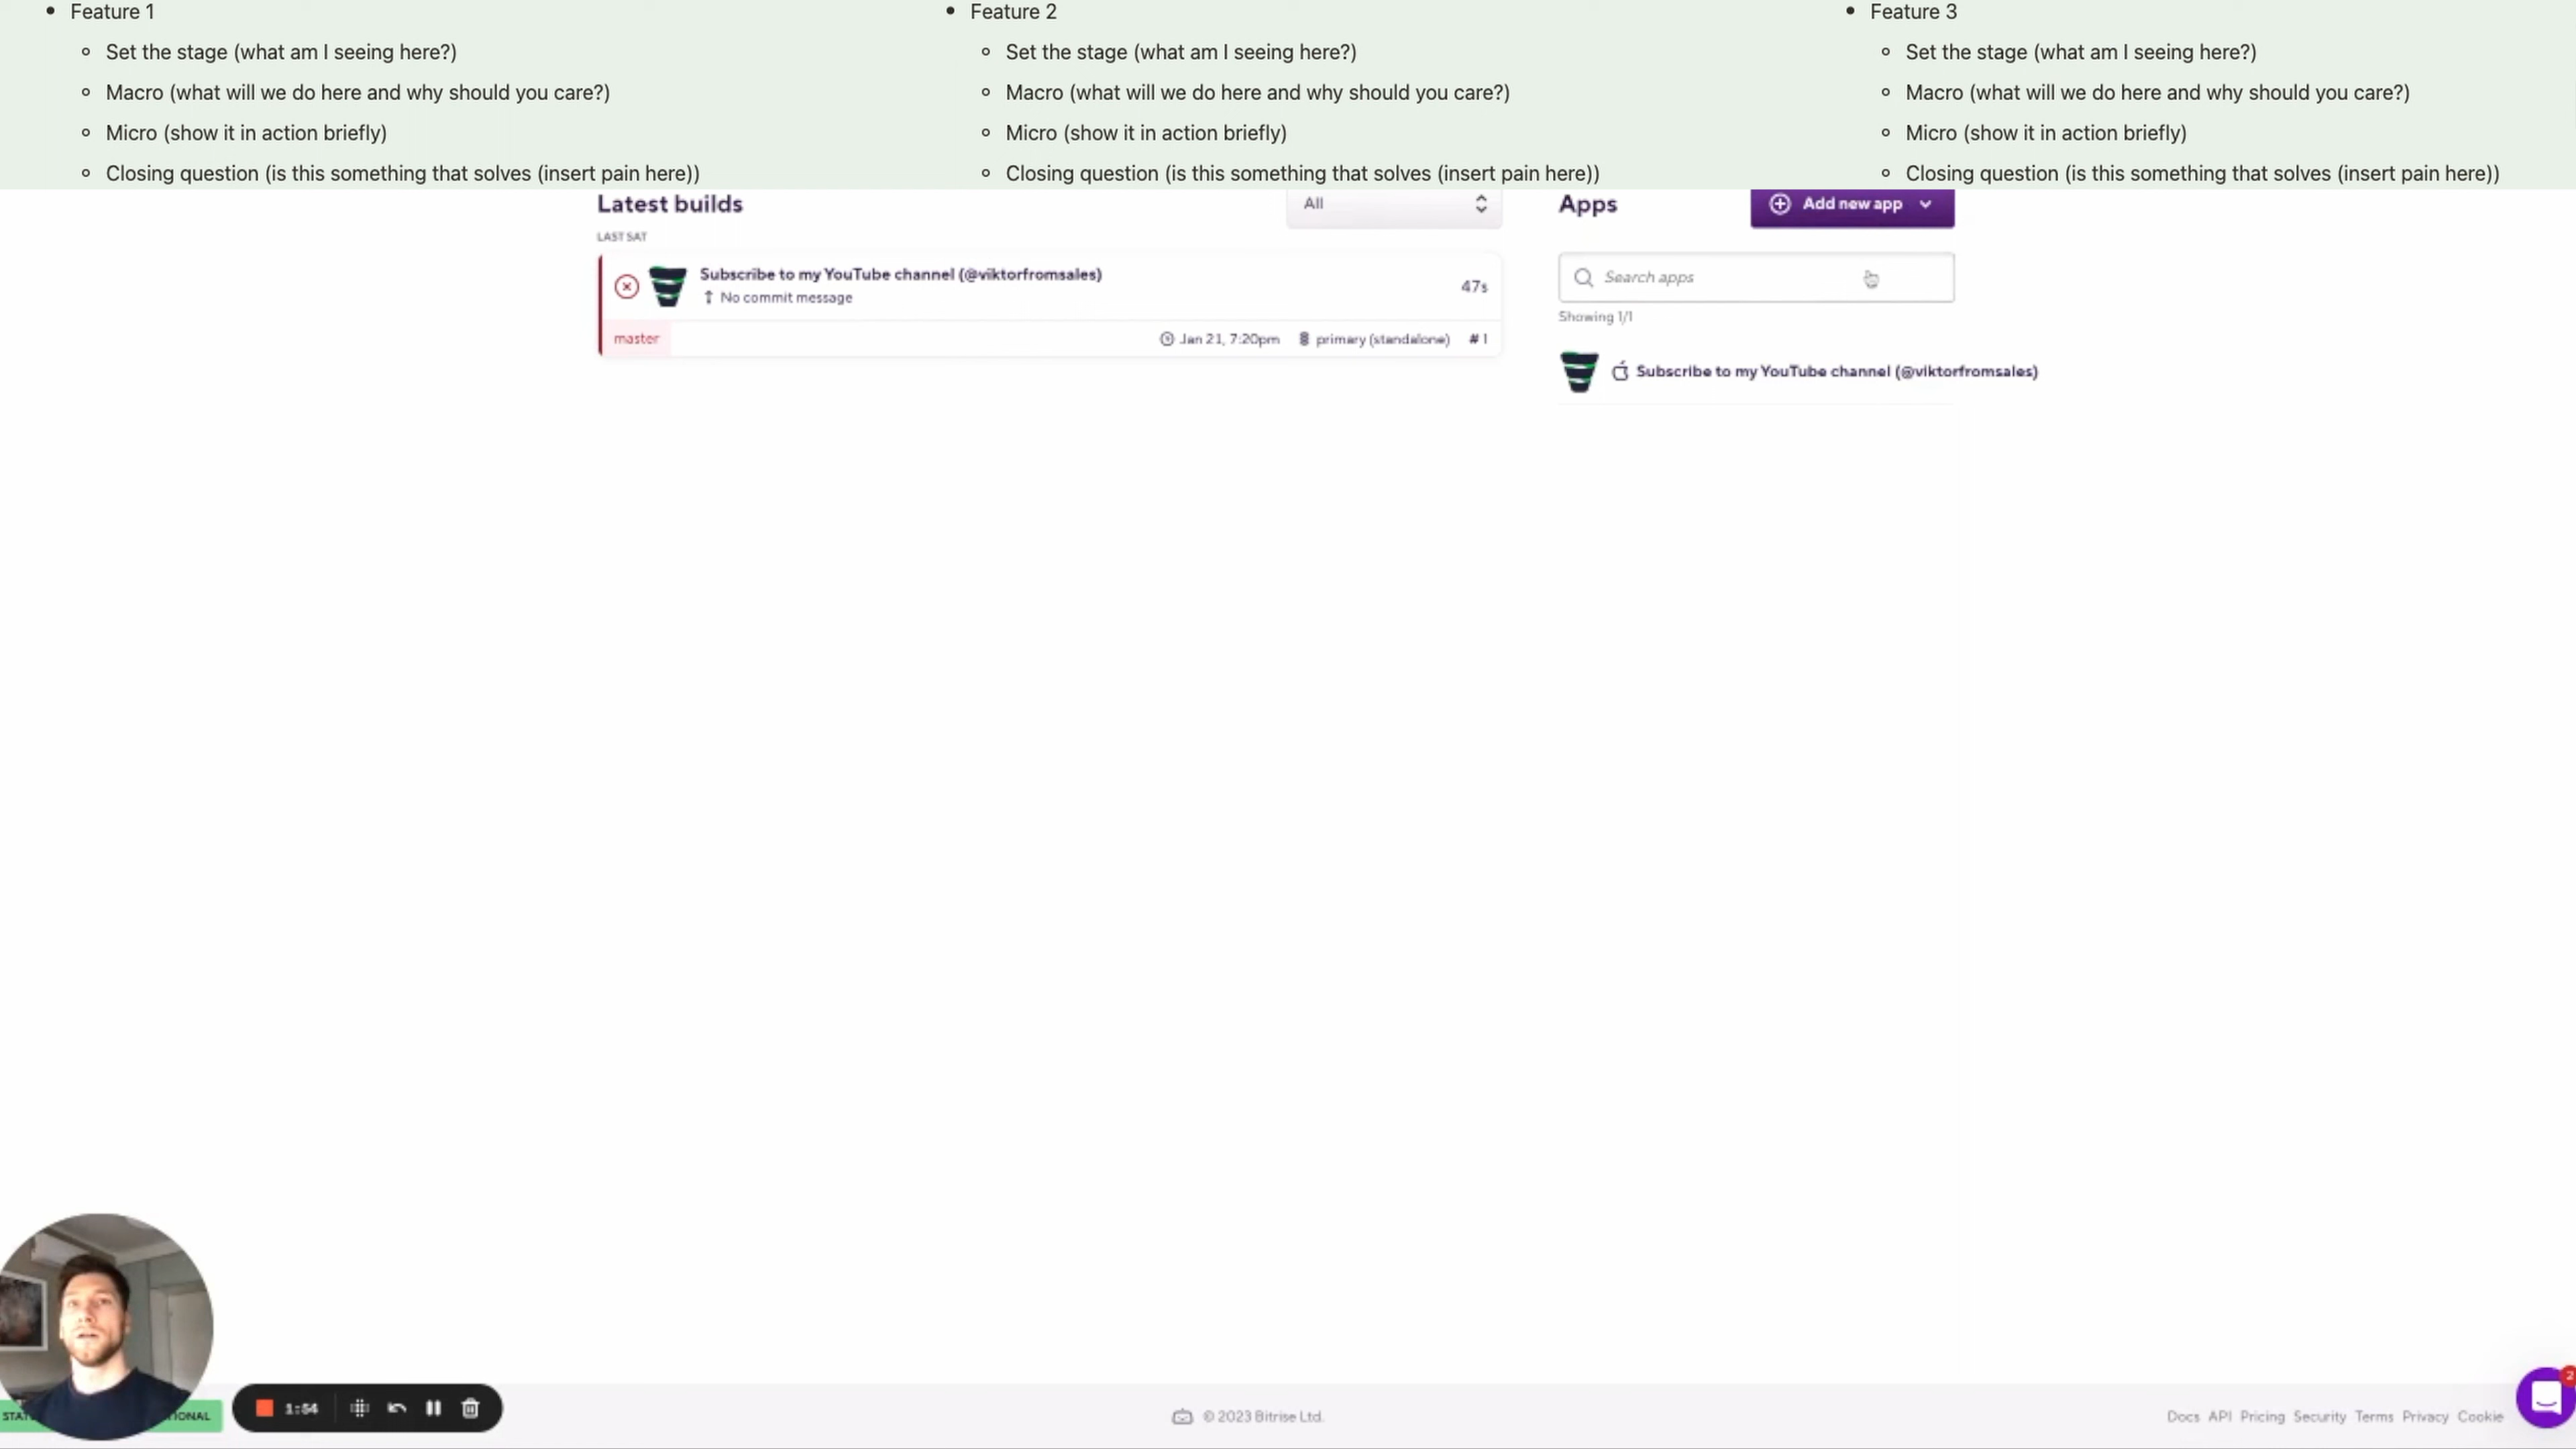 Feature 1
Set the stage (what am I seeing here?)
Macro (what will we do here and why should you care?)
Micro (show it in action briefly)
Closing question (is this something that solves (insert pain here))
Feature 2
Set the stage (what am I seeing here?)
Macro (what will we do here and why should you care?)
Micro (show it in action briefly)
Closing question (is this something that solves (insert pain here))
Feature 3
Set the stage (what am I seeing here?)
Macro (what will we do here and why should you care?)
Micro (show it in action briefly)
Closing question (is this something that solves (insert pain here))
Latest builds
All
LAST SAT
Subscribe to my YouTube channel (@viktorfromsales)
No commit message
47s
master
Jan 21, 7:20pm primary (standalone) #1
Apps
Add new app
Search apps
Showing 1/1
Subscribe to my YouTube channel (@viktorfromsales)
1:54
© 2023 Bitrise Ltd.
Docs API Pricing Security Terms Privacy Cookie
2